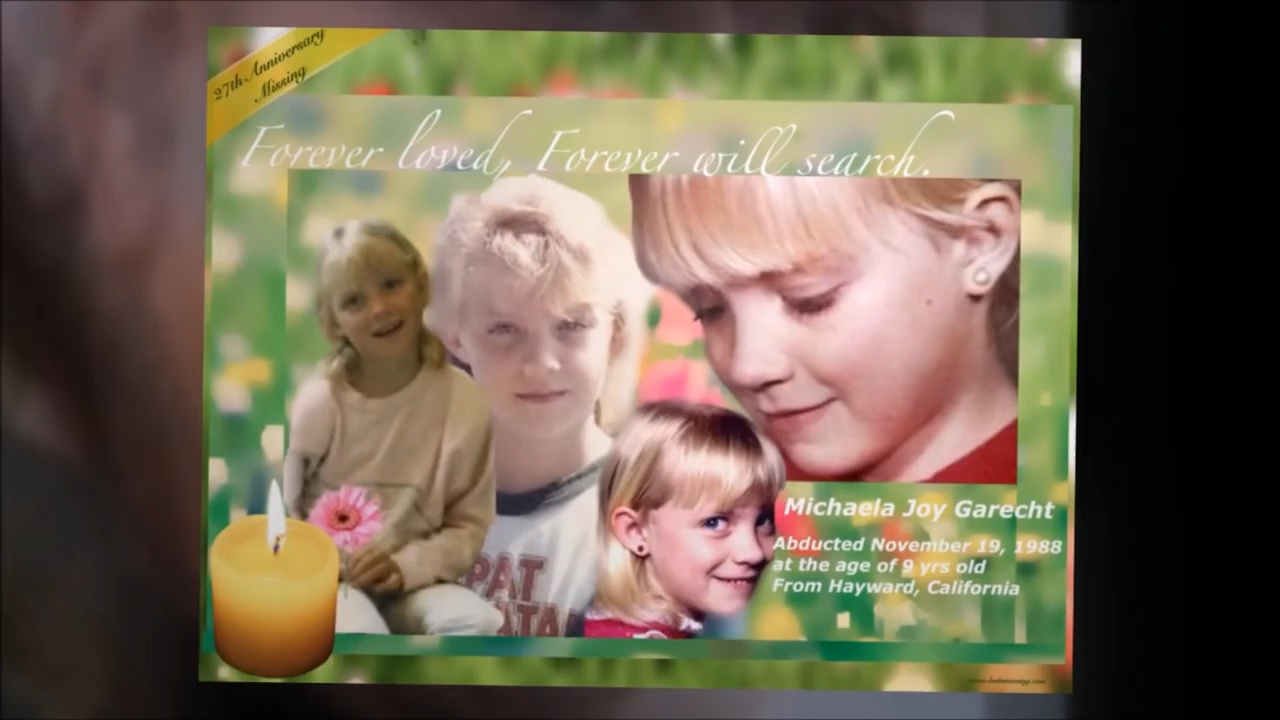 27th Anniversary
Missing
Forever loved, Forever will search.
PAT
Michaela Joy Garecht
Abducted November 19, 1988
at the age of 9 yrs old
From Hayward, California